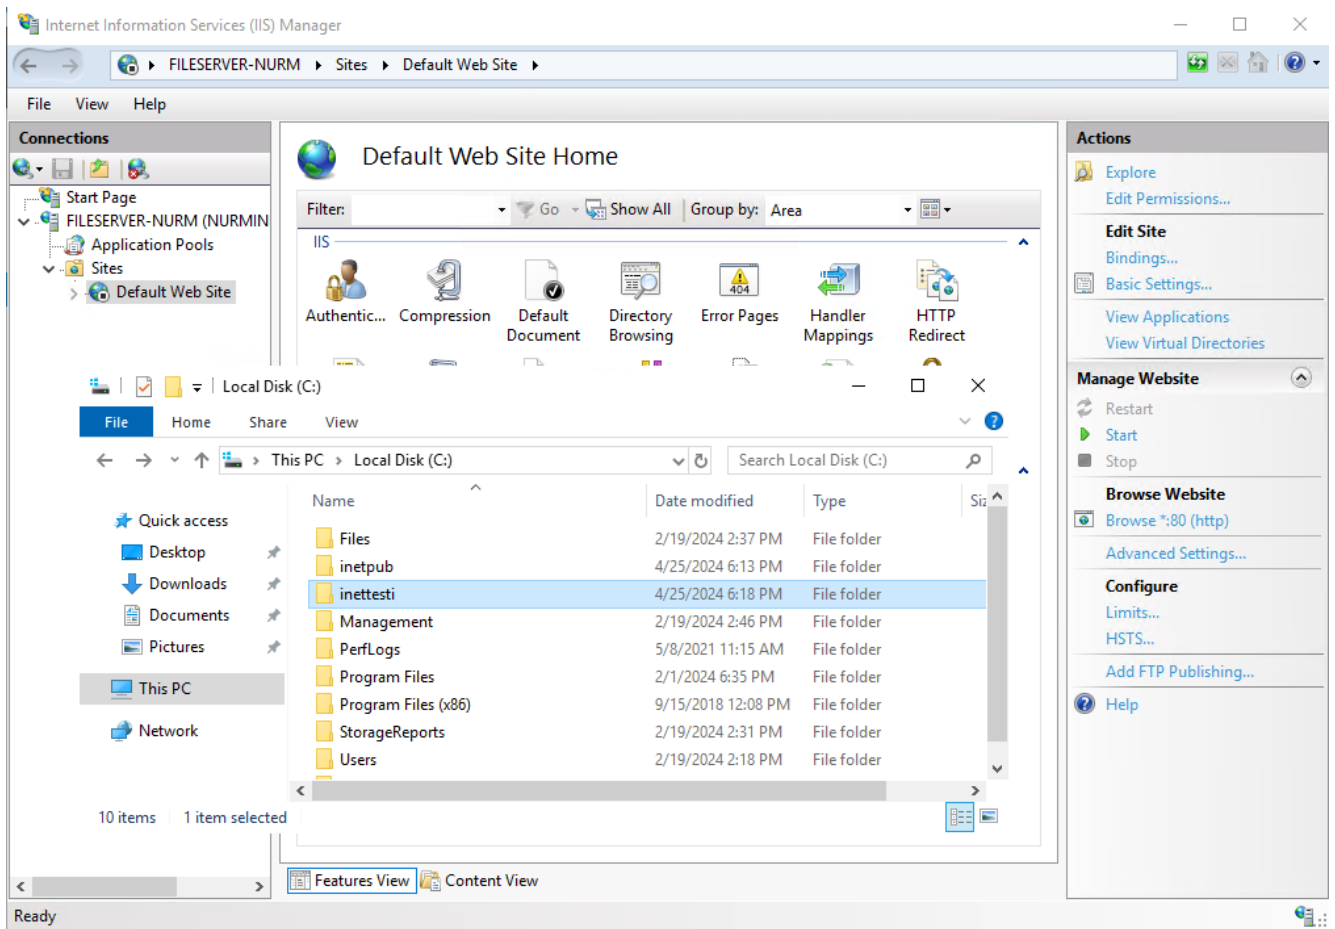 Internet Information Services (IIS) Manager
FILESERVER-NURM Sites Default Web Site
File View Help
Connections
Start Page
FILESERVER-NURM (NURMIN
Application Pools
Sites
Default Web Site
Default Web Site Home
Filter: Go Show All Group by: Area
IIS
Authentic... Compression Default Document Directory Browsing Error Pages 404 Handler Mappings HTTP Redirect
Local Disk (C:)
File Home Share View
This PC > Local Disk (C:) Search Local Disk (C:)
Quick access
Desktop
Downloads
Documents
Pictures
This PC
Network
Name Date modified Type Siz
Files 2/19/2024 2:37 PM File folder
inetpub 4/25/2024 6:13 PM File folder
inettesti 4/25/2024 6:18 PM File folder
Management 2/19/2024 2:46 PM File folder
PerfLogs 5/8/2021 11:15 AM File folder
Program Files 2/1/2024 6:35 PM File folder
Program Files (x86) 9/15/2018 12:08 PM File folder
StorageReports 2/19/2024 2:31 PM File folder
Users 2/19/2024 2:18 PM File folder
10 items 1 item selected
Features View Content View
Actions
Explore
Edit Permissions...
Edit Site
Bindings...
Basic Settings...
View Applications
View Virtual Directories
Manage Website
Restart
Start
Stop
Browse Website
Browse *:80 (http)
Advanced Settings...
Configure
Limits...
HSTS...
Add FTP Publishing...
Help
Ready